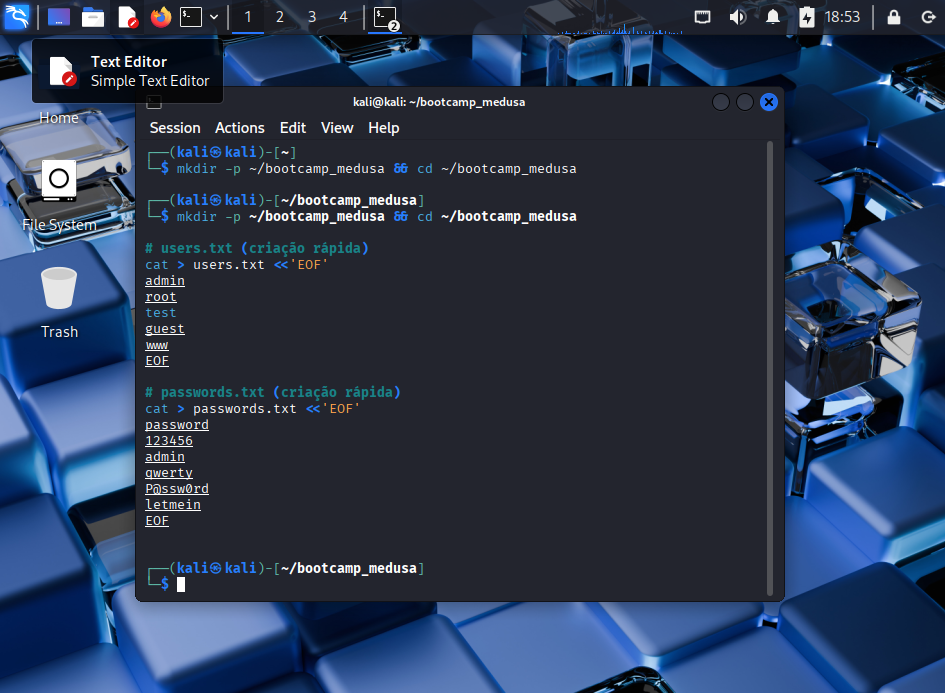 1 2 3 4
2
18:53
Text Editor
Simple Text Editor
Home
File System
Trash
kali@kali: ~/bootcamp_medusa
Session Actions Edit View Help
┌──(kali㉿kali)-[~]
└─$ mkdir -p ~/bootcamp_medusa && cd ~/bootcamp_medusa
┌──(kali㉿kali)-[~/bootcamp_medusa]
└─$ mkdir -p ~/bootcamp_medusa && cd ~/bootcamp_medusa
# users.txt (criação rápida)
cat > users.txt <<'EOF'
admin
root
test
guest
www
EOF
# passwords.txt (criação rápida)
cat > passwords.txt <<'EOF'
password
123456
admin
qwerty
P@ssw0rd
letmein
EOF
┌──(kali㉿kali)-[~/bootcamp_medusa]
└─$